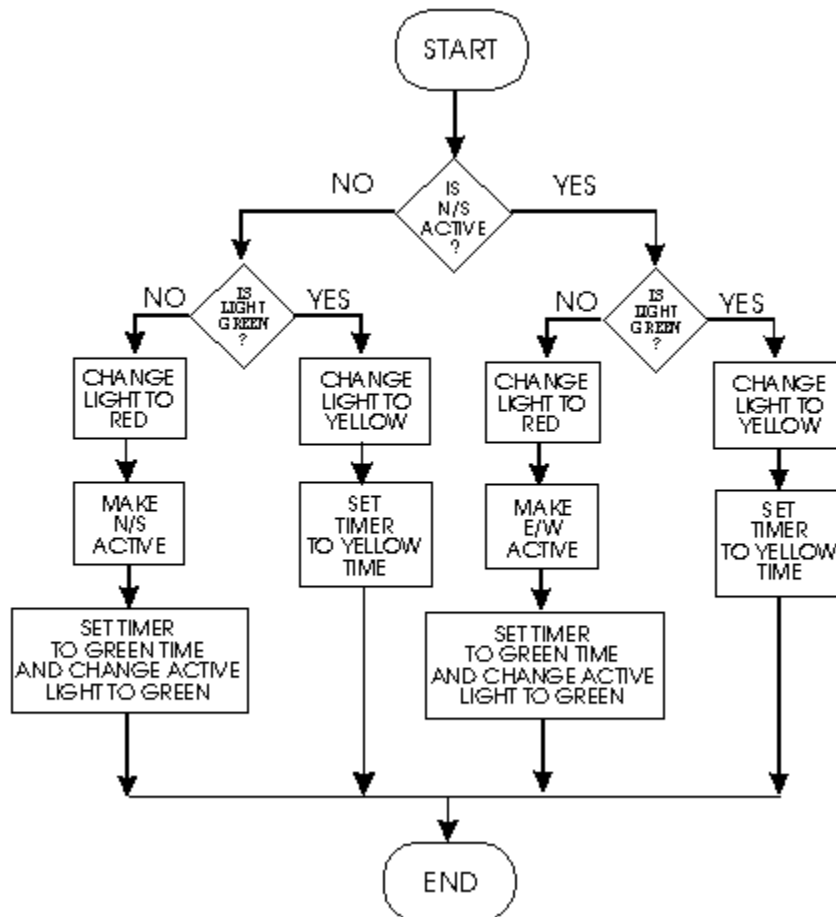 START
NO
YES
IS
N/S
ACTIVE
?
NO
IS
LIGHT
GREEN
?
YES
NO
IS
LIGHT
GREEN
?
YES
CHANGE
LIGHT TO
RED
CHANGE
LIGHT TO
YELLOW
CHANGE
LIGHT TO
RED
CHANGE
LIGHT TO
YELLOW
MAKE
N/S
ACTIVE
SET
TIMER
TO YELLOW
TIME
MAKE
E/W
ACTIVE
SET
TIMER
TO YELLOW
TIME
SET TIMER
TO GREEN TIME
AND CHANGE ACTIVE
LIGHT TO GREEN
SET TIMER
TO GREEN TIME
AND CHANGE ACTIVE
LIGHT TO GREEN
END